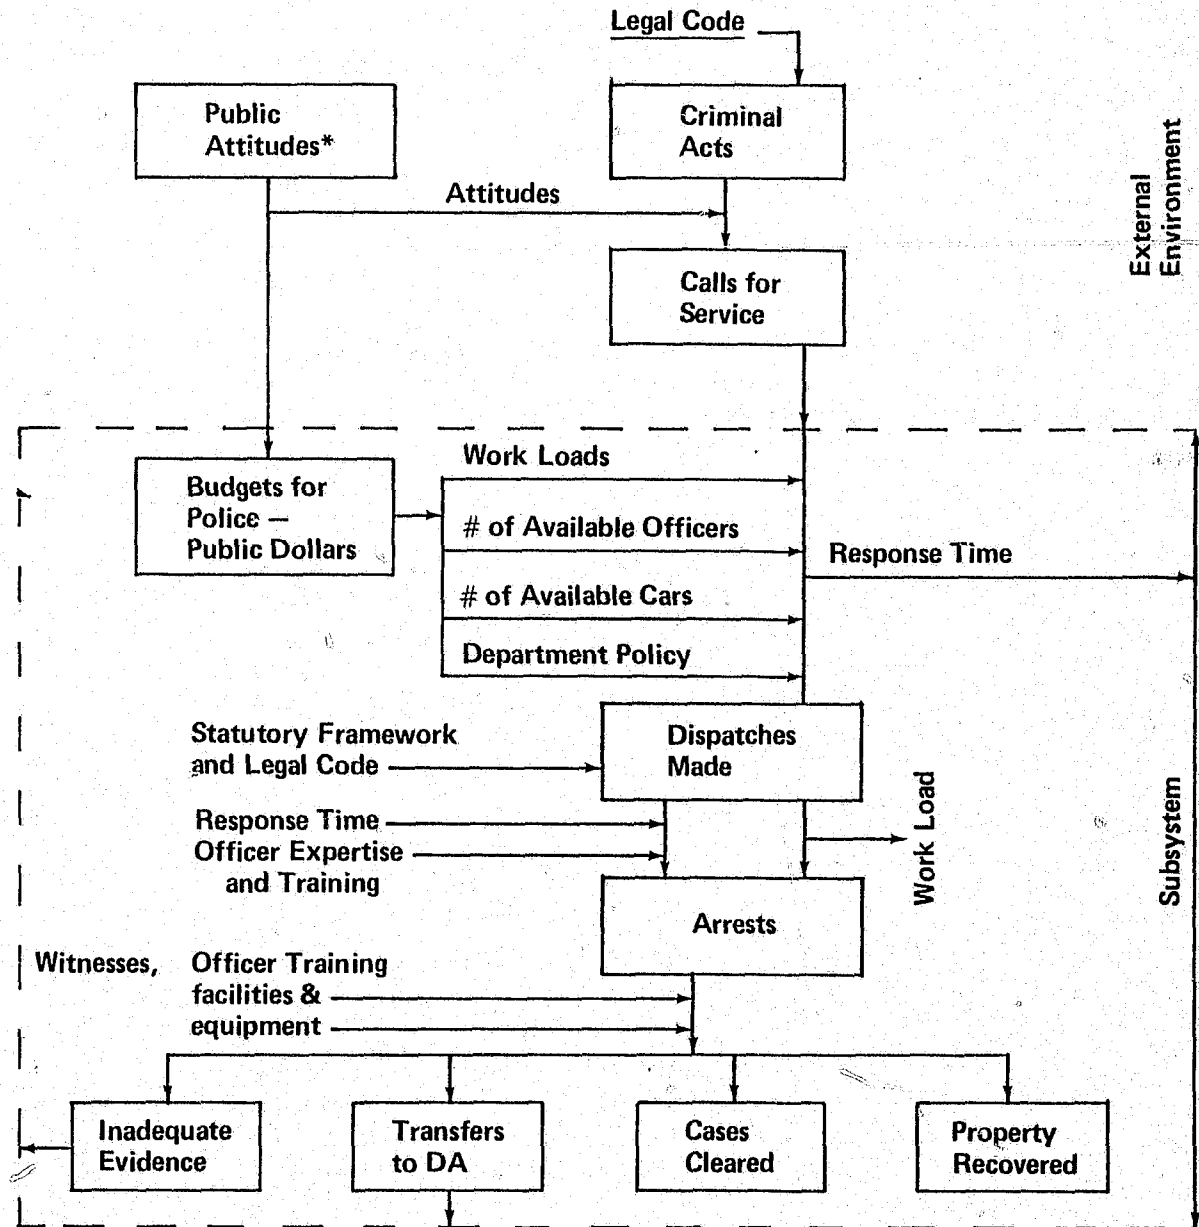 Legal Code
Public
Attitudes*
Criminal
Acts
External
Environment
Attitudes
Calls for
Service
Budgets for
Police —
Public Dollars
Work Loads
# of Available Officers
# of Available Cars
Department Policy
Response Time
Statutory Framework
and Legal Code
Dispatches
Made
Response Time
Officer Expertise
and Training
Work Load
Subsystem
Arrests
Witnesses, Officer Training
facilities &
equipment
Inadequate
Evidence
Transfers
to DA
Cases
Cleared
Property
Recovered